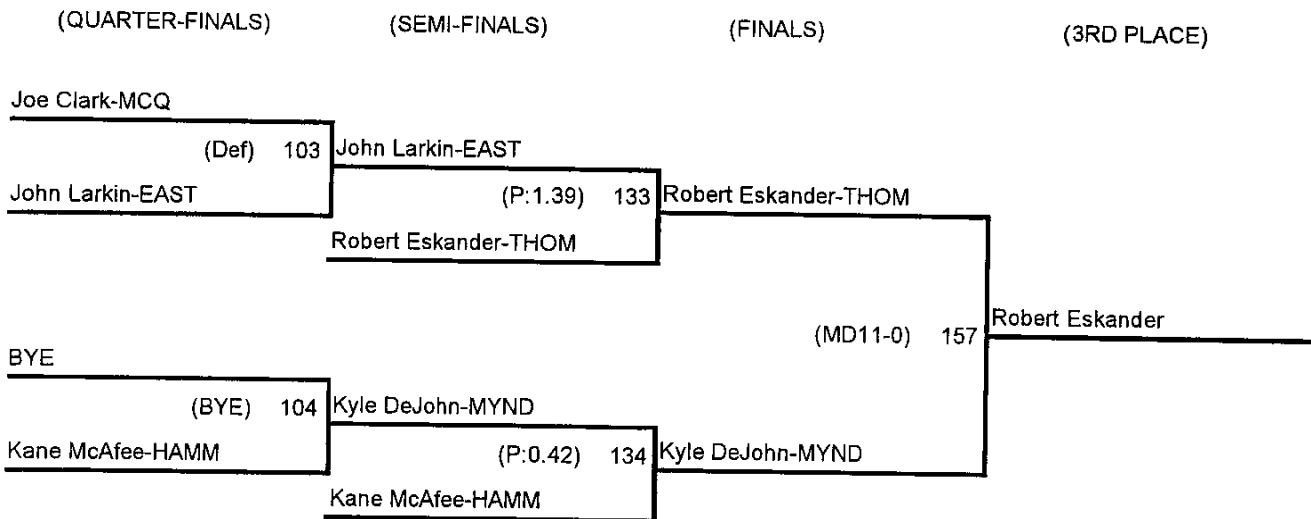 (QUARTER-FINALS) (SEMI-FINALS) (FINALS) (3RD PLACE)
Joe Clark-MCQ
(Def) 103 John Larkin-EAST
John Larkin-EAST (P:1.39) 133 Robert Eskander-THOM
Robert Eskander-THOM
(MD11-0) 157 Robert Eskander
BYE
(BYE) 104 Kyle DeJohn-MYND
Kane McAfee-HAMM (P:0.42) 134 Kyle DeJohn-MYND
Kane McAfee-HAMM